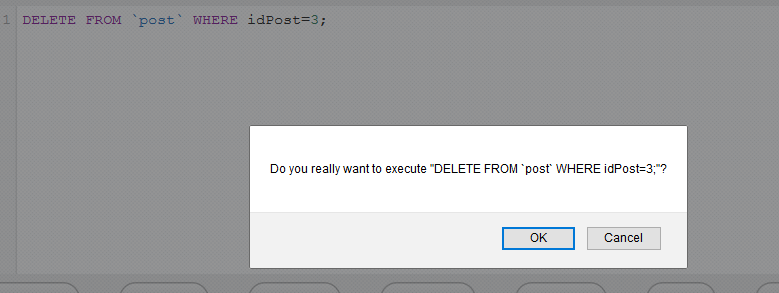 1 DELETE FROM `post` WHERE idPost=3;
Do you really want to execute "DELETE FROM `post` WHERE idPost=3;"?
OK Cancel